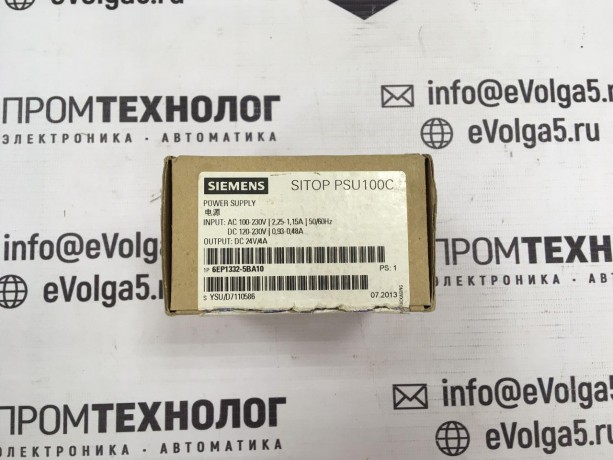 eVolga5.ru
ПРОМТЕХНОЛОГ
ЭЛЕКТРОНИКА · АВТОМАТИКА
info@eVolga5.ru
eVolga5.ru
SIEMENS SITOP PSU100C
POWER SUPPLY
电源
INPUT: AC 100-230V | 2,25-1,15A | 50/60Hz
DC 120-230V | 0,93-0,48A
OUTPUT: DC 24V/4A
1P 6EP1332-5BA10 PS: 1
S YSU/D7110586 07.2013
info@
eVolga5.ru
ПРОМТЕХНОЛОГ
ЭЛЕКТРОНИКА · АВТОМАТИКА
info@eVolga5.ru
eVolga5.ru